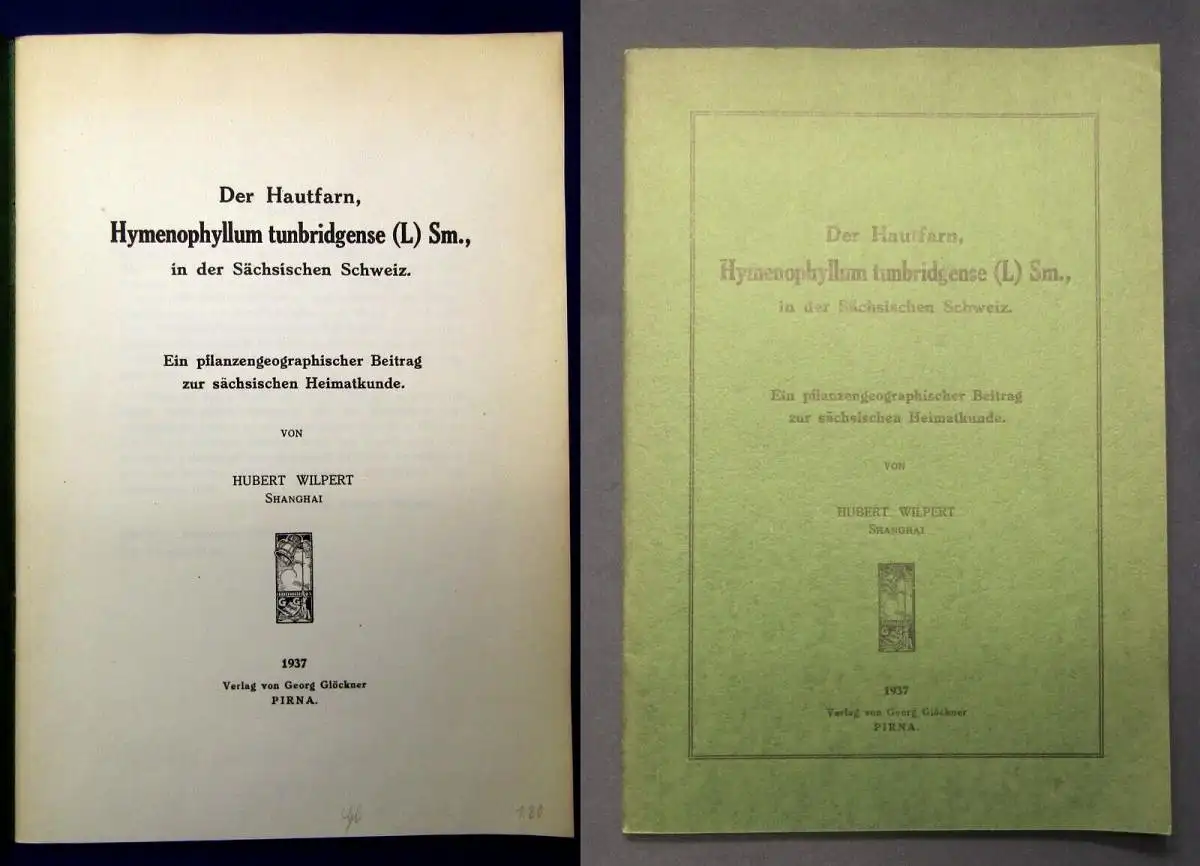 Der Hautfarn,
Hymenophyllum tunbridgense (L) Sm.,
in der Sächsischen Schweiz.
Ein pflanzengeographischer Beitrag
zur sächsischen Heimatkunde.
VON
HUBERT WILPERT
SHANGHAI
G G
1937
Verlag von Georg Glöckner
PIRNA.
1.80
Der Hautfarn,
Hymenophyllum tunbridgense (L) Sm.,
in der Sächsischen Schweiz.
Ein pflanzengeographischer Beitrag
zur sächsischen Heimatkunde.
VON
HUBERT WILPERT
SHANGHAI
G G
1937
Verlag von Georg Glöckner
PIRNA.